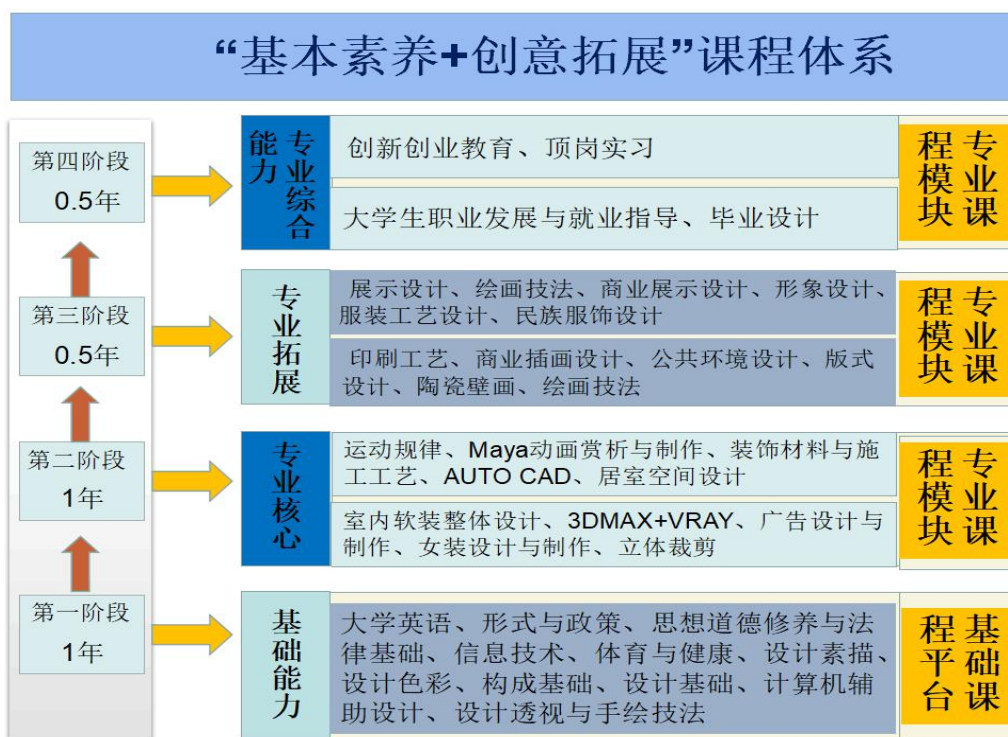 “基本素养+创意拓展”课程体系
第四阶段
0.5年
专业综合
能力
创新创业教育、顶岗实习
大学生职业发展与就业指导、毕业设计
专业课
程模块
第三阶段
0.5年
专业拓展
展示设计、绘画技法、商业展示设计、形象设计、
服装工艺设计、民族服饰设计
印刷工艺、商业插画设计、公共环境设计、版式
设计、陶瓷壁画、绘画技法
专业课
程模块
第二阶段
1年
专业核心
运动规律、Maya动画赏析与制作、装饰材料与施
工工艺、AUTO CAD、居室空间设计
室内软装整体设计、3DMAX+VRAY、广告设计与
制作、女装设计与制作、立体裁剪
专业课
程模块
第一阶段
1年
基础能力
大学英语、形式与政策、思想道德修养与法
律基础、信息技术、体育与健康、设计素描、
设计色彩、构成基础、设计基础、计算机辅
助设计、设计透视与手绘技法
基础课
程平台